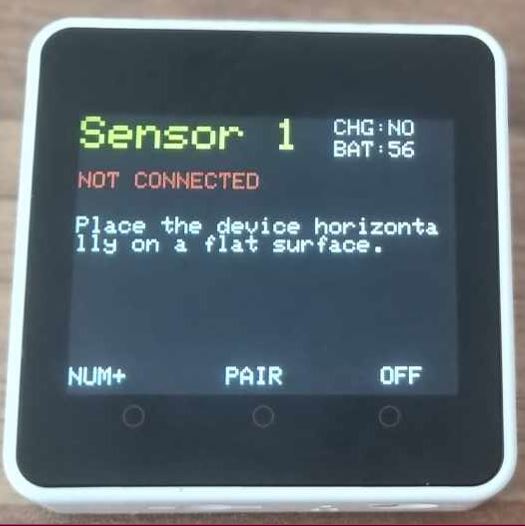 Sensor 1
CHG:NO
BAT:56
NOT CONNECTED
Place the device horizonta
lly on a flat surface.
NUM+ PAIR OFF